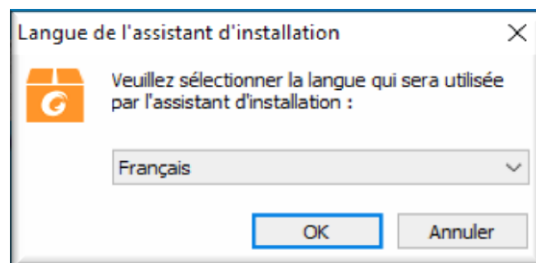 Langue de l'assistant d'installation
Veuillez sélectionner la langue qui sera utilisée
par l'assistant d'installation :
Français
OK
Annuler